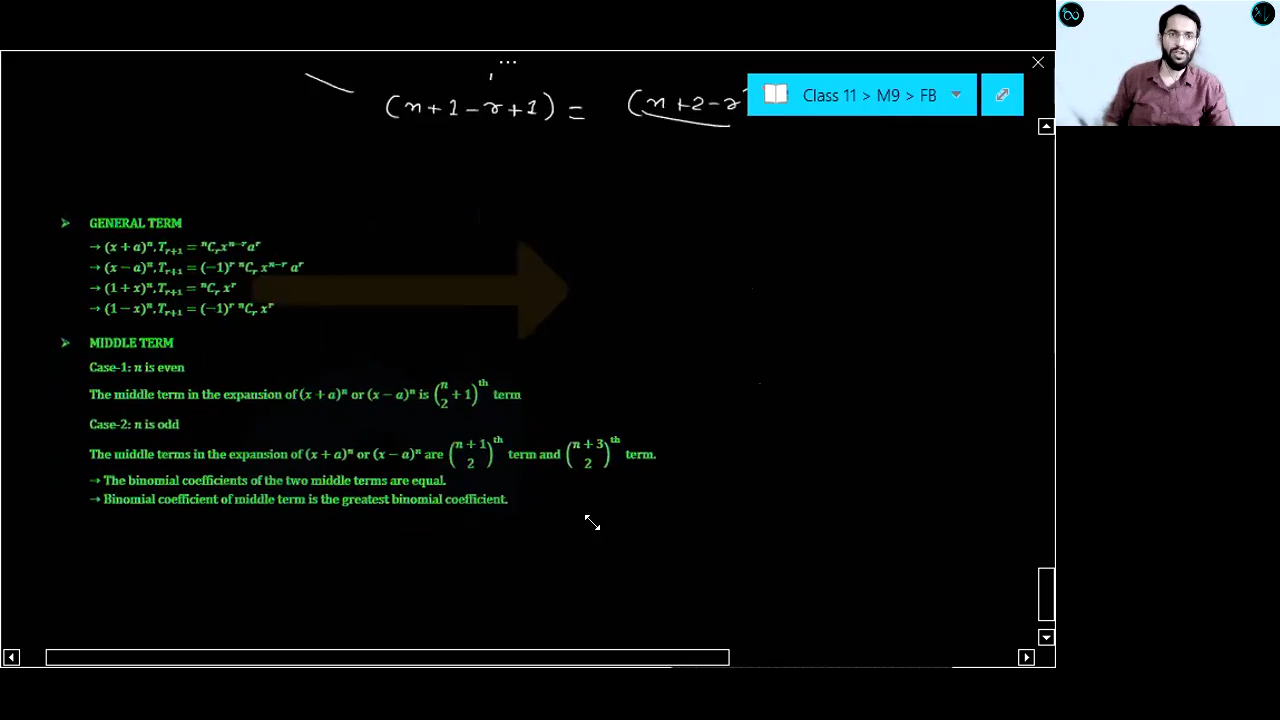 ...
(n+1-r+1) = (n+2-r
Class 11 > M9 > FB
➤ GENERAL TERM
→ (x + a)ⁿ, Tᵣ₊₁ = ⁿCᵣxⁿ⁻ʳaʳ
→ (x − a)ⁿ, Tᵣ₊₁ = (−1)ʳ ⁿCᵣ xⁿ⁻ʳ aʳ
→ (1 + x)ⁿ, Tᵣ₊₁ = ⁿCᵣ xʳ
→ (1 − x)ⁿ, Tᵣ₊₁ = (−1)ʳ ⁿCᵣ xʳ
➤ MIDDLE TERM
Case-1: n is even
The middle term in the expansion of (x + a)ⁿ or (x − a)ⁿ is (n/2 + 1)th term
Case-2: n is odd
The middle terms in the expansion of (x + a)ⁿ or (x − a)ⁿ are ((n + 1)/2)th term and ((n + 3)/2)th term.
→ The binomial coefficients of the two middle terms are equal.
→ Binomial coefficient of middle term is the greatest binomial coefficient.